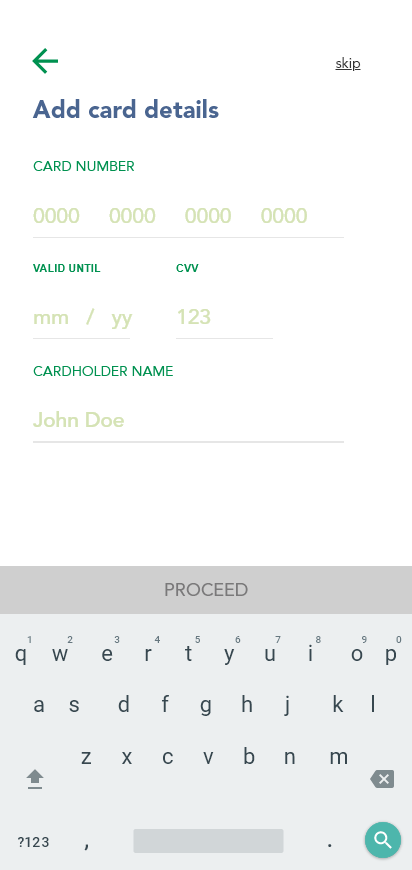 skip
Add card details
CARD NUMBER
0000 0000 0000 0000
VALID UNTIL CVV
mm / yy 123
CARDHOLDER NAME
John Doe
PROCEED
1 2 3 4 5 6 7 8 9 0
q w e r t y u i o p
a s d f g h j k l
z x c v b n m
?123 , .